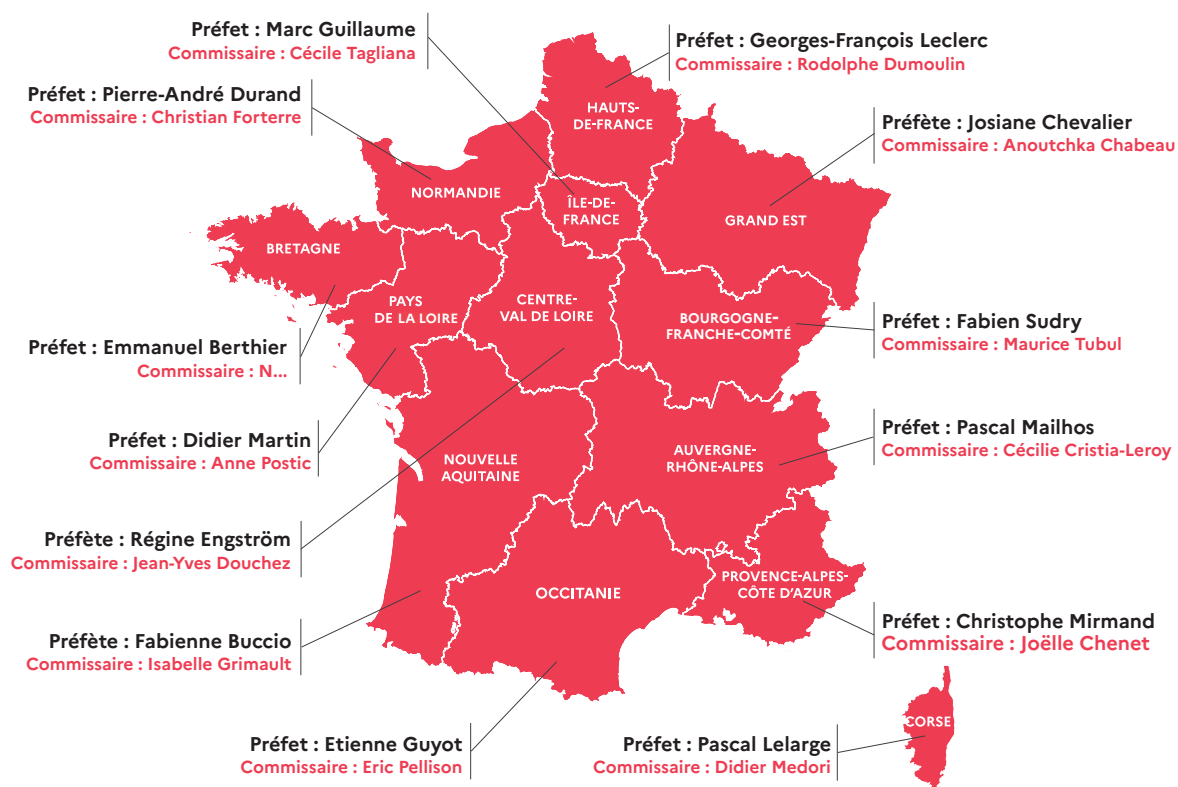 Préfet : Marc Guillaume
Commissaire : Cécile Tagliana
Préfet : Georges-François Leclerc
Commissaire : Rodolphe Dumoulin
Préfet : Pierre-André Durand
Commissaire : Christian Forterre
HAUTS-
DE-FRANCE
Préfète : Josiane Chevalier
Commissaire : Anoutchka Chabeau
NORMANDIE
ÎLE-DE-
FRANCE
GRAND EST
BRETAGNE
PAYS
DE LA LOIRE
CENTRE-
VAL DE LOIRE
BOURGOGNE-
FRANCHE-COMTÉ
Préfet : Fabien Sudry
Commissaire : Maurice Tubul
Préfet : Emmanuel Berthier
Commissaire : N...
Préfet : Didier Martin
Commissaire : Anne Postic
NOUVELLE
AQUITAINE
AUVERGNE-
RHÔNE-ALPES
Préfet : Pascal Mailhos
Commissaire : Cécilie Cristia-Leroy
Préfète : Régine Engström
Commissaire : Jean-Yves Douchez
OCCITANIE
PROVENCE-ALPES-
CÔTE D'AZUR
Préfète : Fabienne Buccio
Commissaire : Isabelle Grimault
Préfet : Christophe Mirmand
Commissaire : Joëlle Chenet
Préfet : Etienne Guyot
Commissaire : Eric Pellison
Préfet : Pascal Lelarge
Commissaire : Didier Medori
CORSE